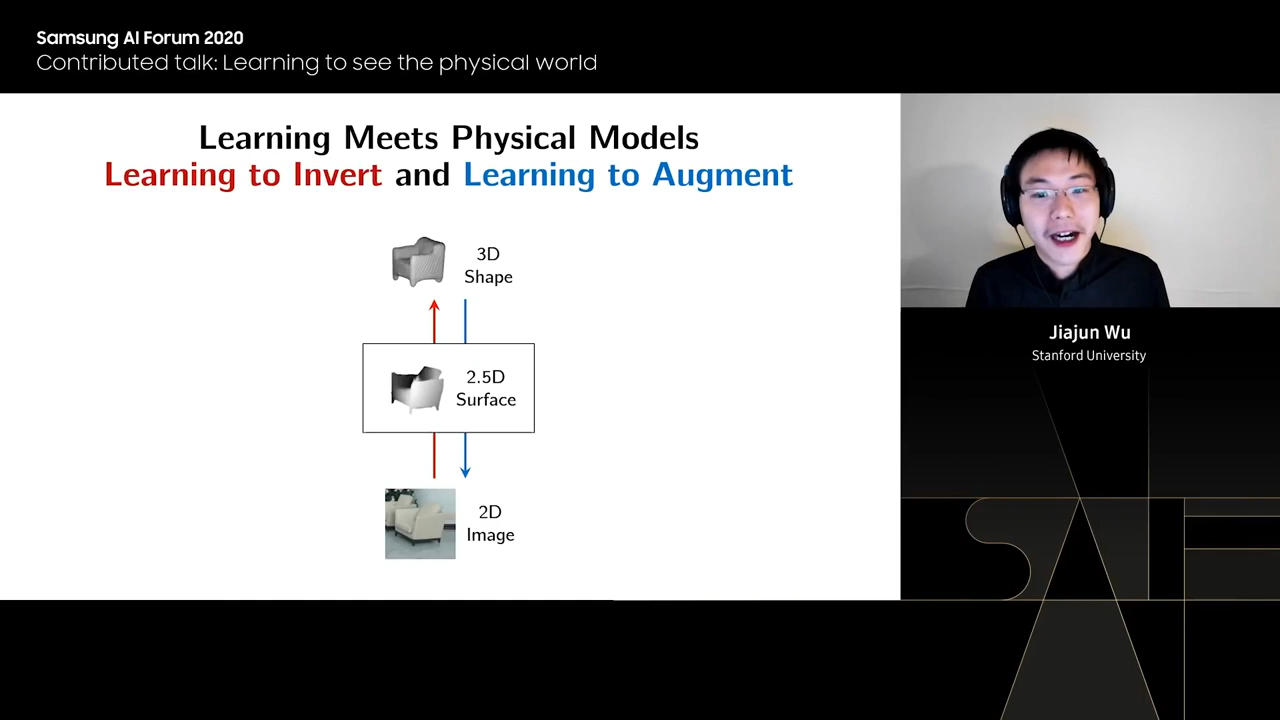 Samsung AI Forum 2020
Contributed talk: Learning to see the physical world
Learning Meets Physical Models
Learning to Invert and Learning to Augment
3D
Shape
2.5D
Surface
2D
Image
Jiajun Wu
Stanford University